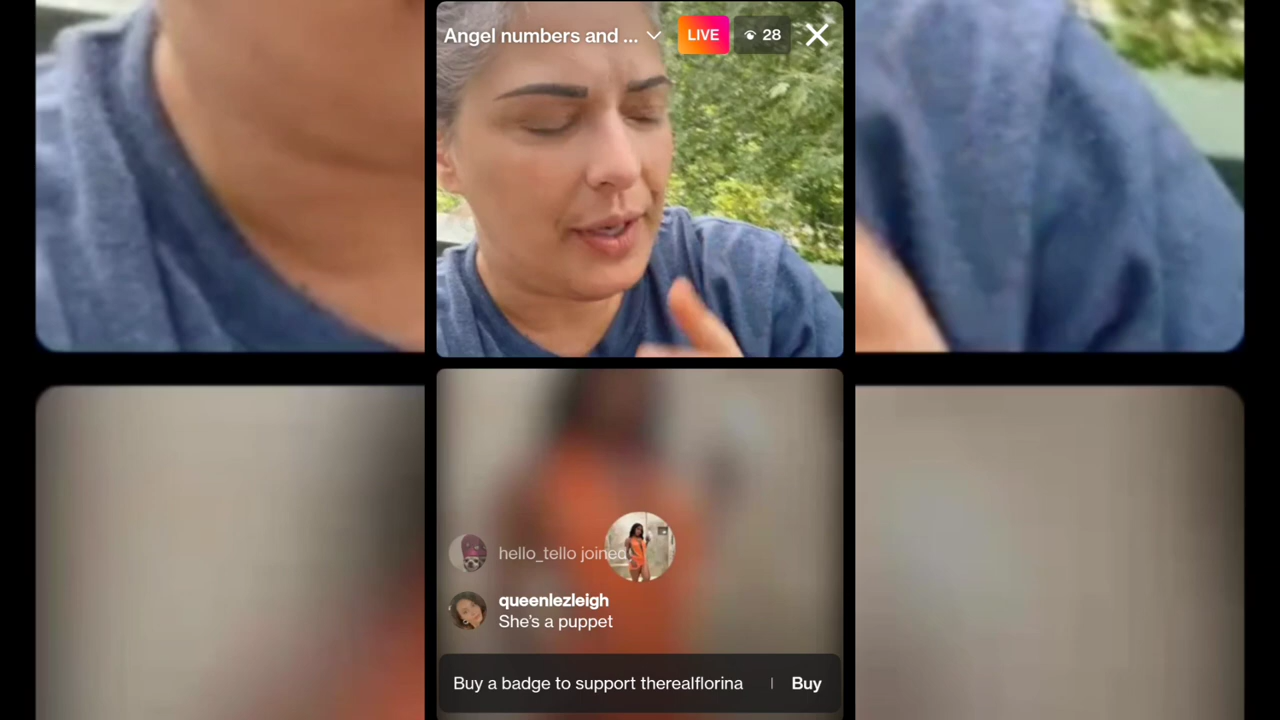 Angel numbers and ...
LIVE
28
hello_tello joined
queenlezleigh
She's a puppet
Buy a badge to support therealflorina
Buy